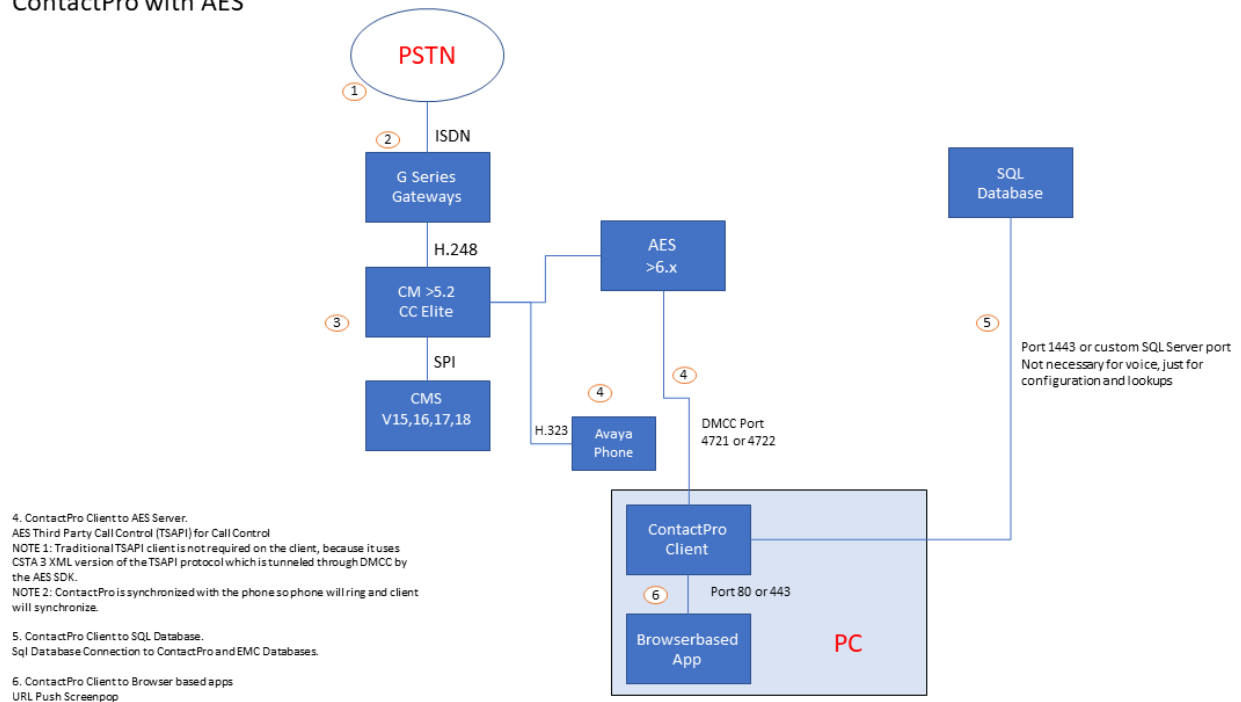 ContactPro with AES
PSTN
1
ISDN
2
G Series
Gateways
SQL
Database
H.248
AES
>6.x
CM >5.2
CC Elite
3
5
Port 1443 or custom SQL Server port
Not necessary for voice, just for
configuration and lookups
SPI
4
4
CMS
V15,16,17,18
H.323
Avaya
Phone
DMCC Port
4721 or 4722
4. ContactPro Client to AES Server.
AES Third Party Call Control (TSAPI) for Call Control
NOTE 1: Traditional TSAPI client is not required on the client, because it uses
CSTA 3 XML version of the TSAPI protocol which is tunneled through DMCC by
the AES SDK.
NOTE 2: ContactPro is synchronized with the phone so phone will ring and client
will synchronize.
5. ContactPro Client to SQL Database.
Sql Database Connection to ContactPro and EMC Databases.
6. ContactPro Client to Browser based apps
URL Push Screenpop
ContactPro
Client
6
Port 80 or 443
Browserbased
App
PC